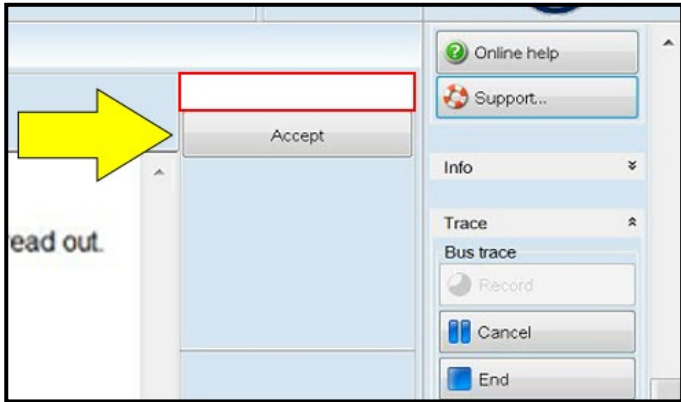 Online help
Support...
Accept
Info
Trace
ead out.
Bus trace
Record
Cancel
End